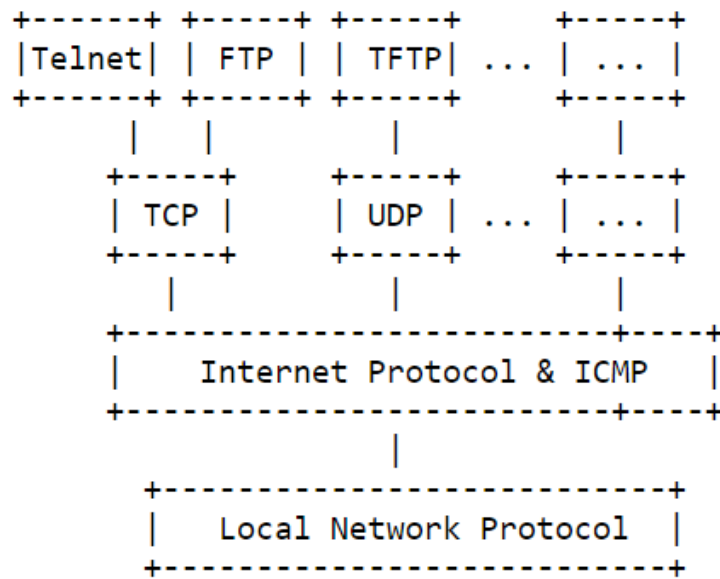 +------+ +-----+ +-----+     +-----+
|Telnet| | FTP | | TFTP| ... | ... |
+------+ +-----+ +-----+     +-----+
      |   |         |           |
     +-----+     +-----+     +-----+
     | TCP |     | UDP | ... | ... |
     +-----+     +-----+     +-----+
        |           |           |
     +--------------------------+----+
     |    Internet Protocol & ICMP   |
     +--------------------------+----+
                    |
       +---------------------------+
       |   Local Network Protocol  |
       +---------------------------+